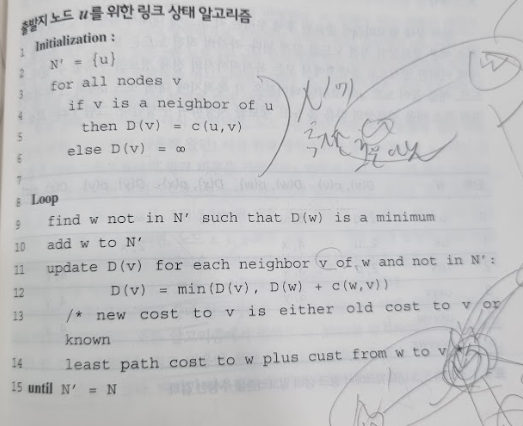 출발지 노드 u를 위한 링크 상태 알고리즘
1 Initialization :
2 N' = {u}
3 for all nodes v
4 if v is a neighbor of u
5 then D(v) = c(u,v)
6 else D(v) = ∞
7
8 Loop
9 find w not in N' such that D(w) is a minimum
10 add w to N'
11 update D(v) for each neighbor v of w and not in N':
12 D(v) = min(D(v), D(w) + c(w,v))
13 /* new cost to v is either old cost to v or
known
14 least path cost to w plus cust from w to v */
15 until N' = N